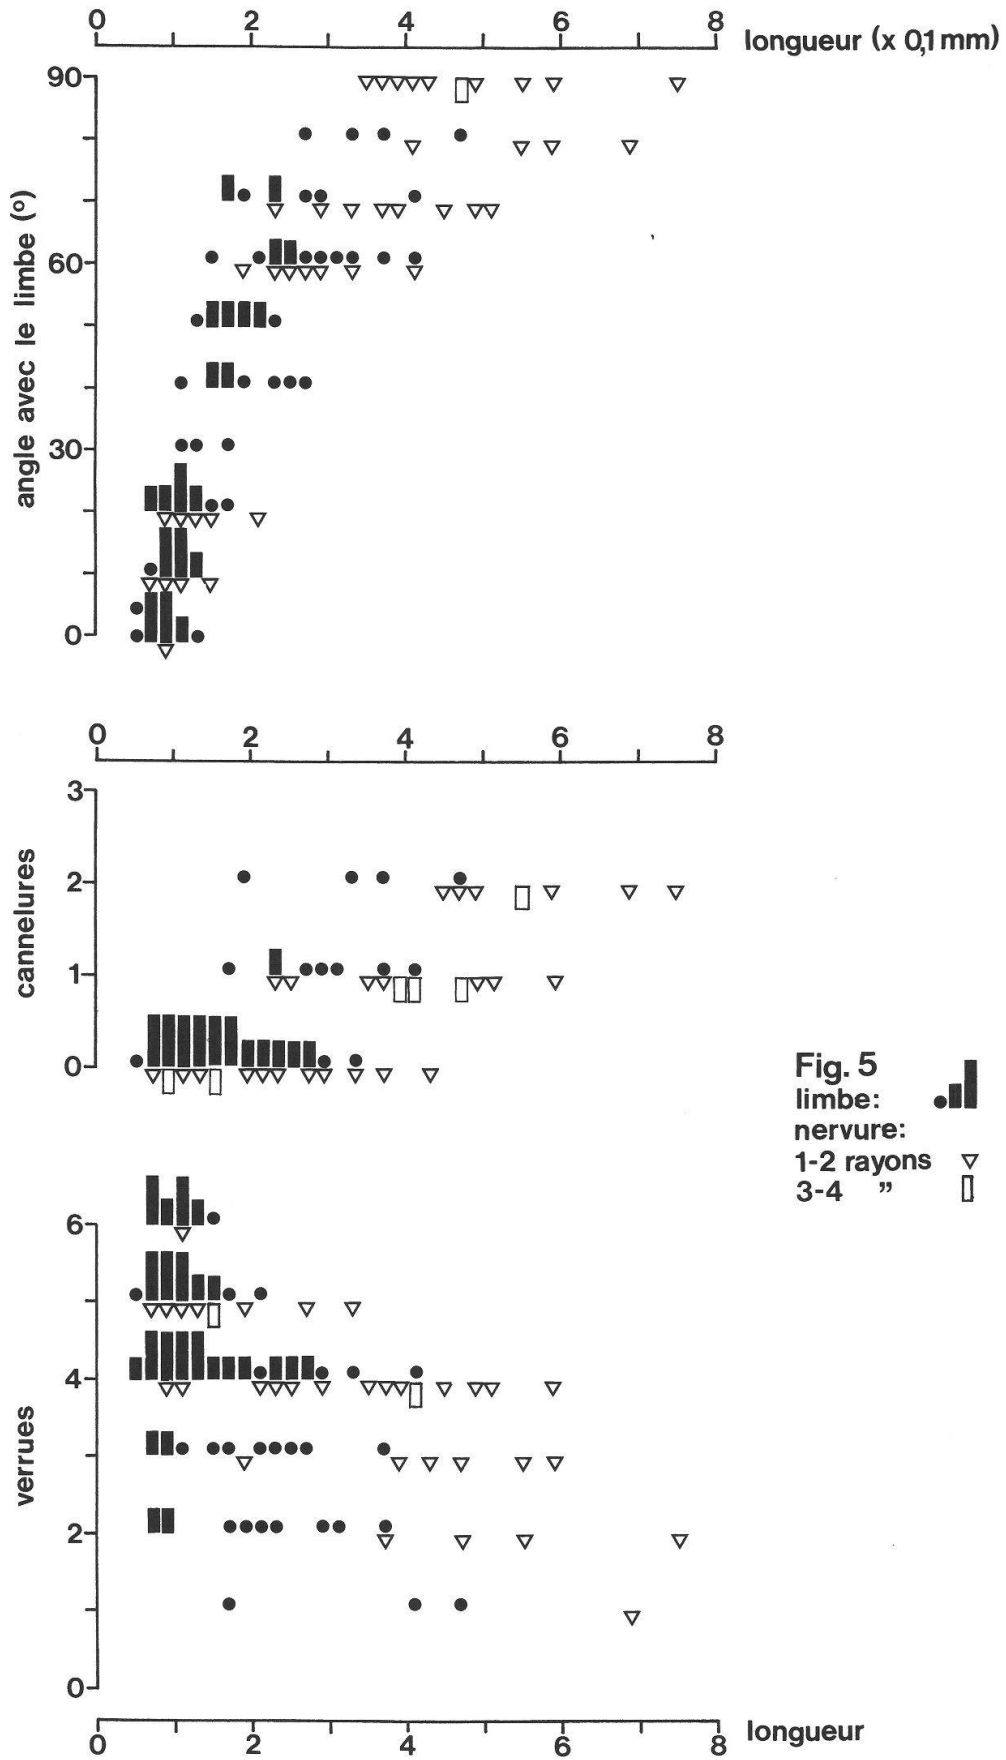 0 2 4 6 8 longueur (x 0,1 mm)
90
60
30
0
angle avec le limbe (°)
0 2 4 6 8
3
2
1
0
cannelures
Fig. 5
limbe:
nervure:
1-2 rayons
3-4 ”
6
4
2
0
verrues
0 2 4 6 8 longueur